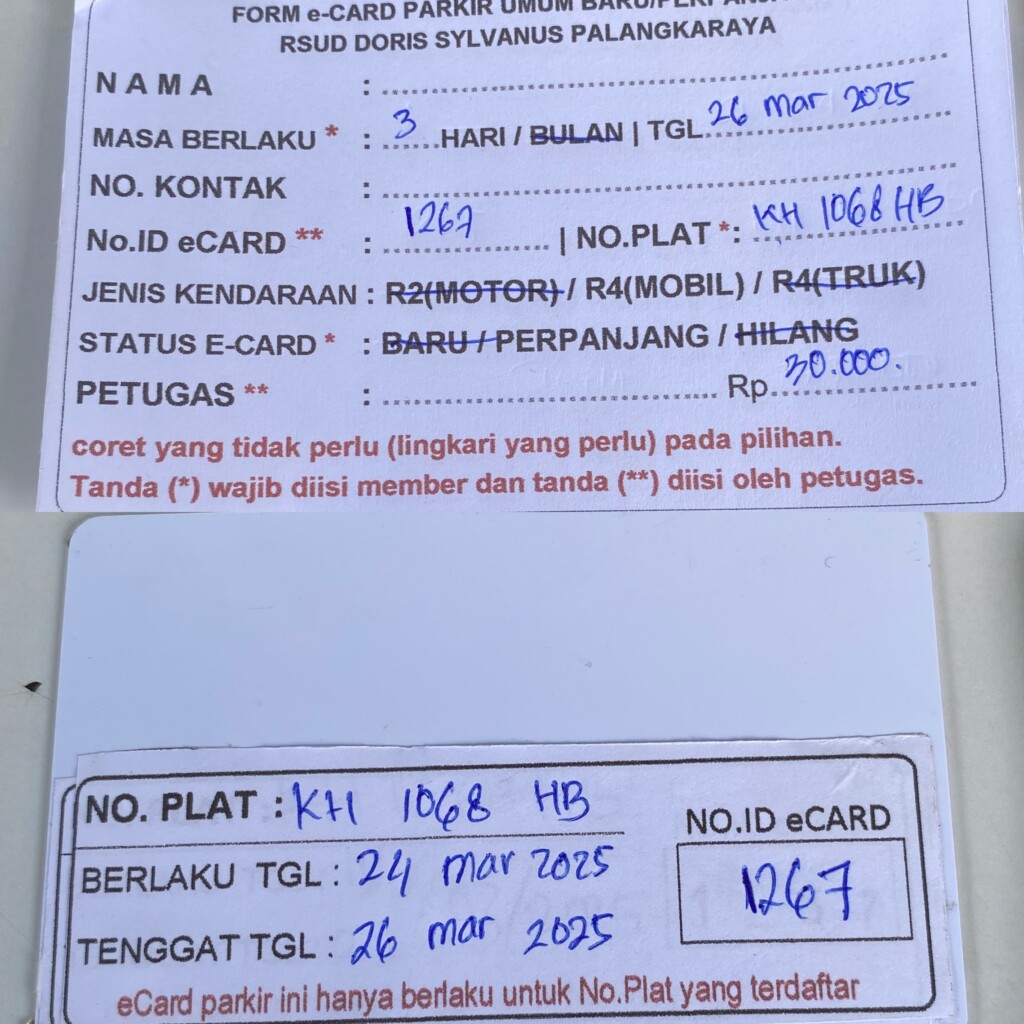 FORM e-CARD PARKIR UMUM BARU/PERPANJ
RSUD DORIS SYLVANUS PALANGKARAYA
N A M A :
MASA BERLAKU * : 3 HARI / BULAN | TGL 26 Mar 2025
NO. KONTAK :
No.ID eCARD ** : 1267 | NO.PLAT *: KH 1068 HB
JENIS KENDARAAN : R2(MOTOR) / R4(MOBIL) / R4(TRUK)
STATUS E-CARD * : BARU / PERPANJANG / HILANG
PETUGAS ** : Rp. 30.000.
coret yang tidak perlu (lingkari yang perlu) pada pilihan.
Tanda (*) wajib diisi member dan tanda (**) diisi oleh petugas.
NO. PLAT : KH 1068 HB
NO.ID eCARD
BERLAKU TGL : 24 Mar 2025
1267
TENGGAT TGL : 26 Mar 2025
eCard parkir ini hanya berlaku untuk No.Plat yang terdaftar